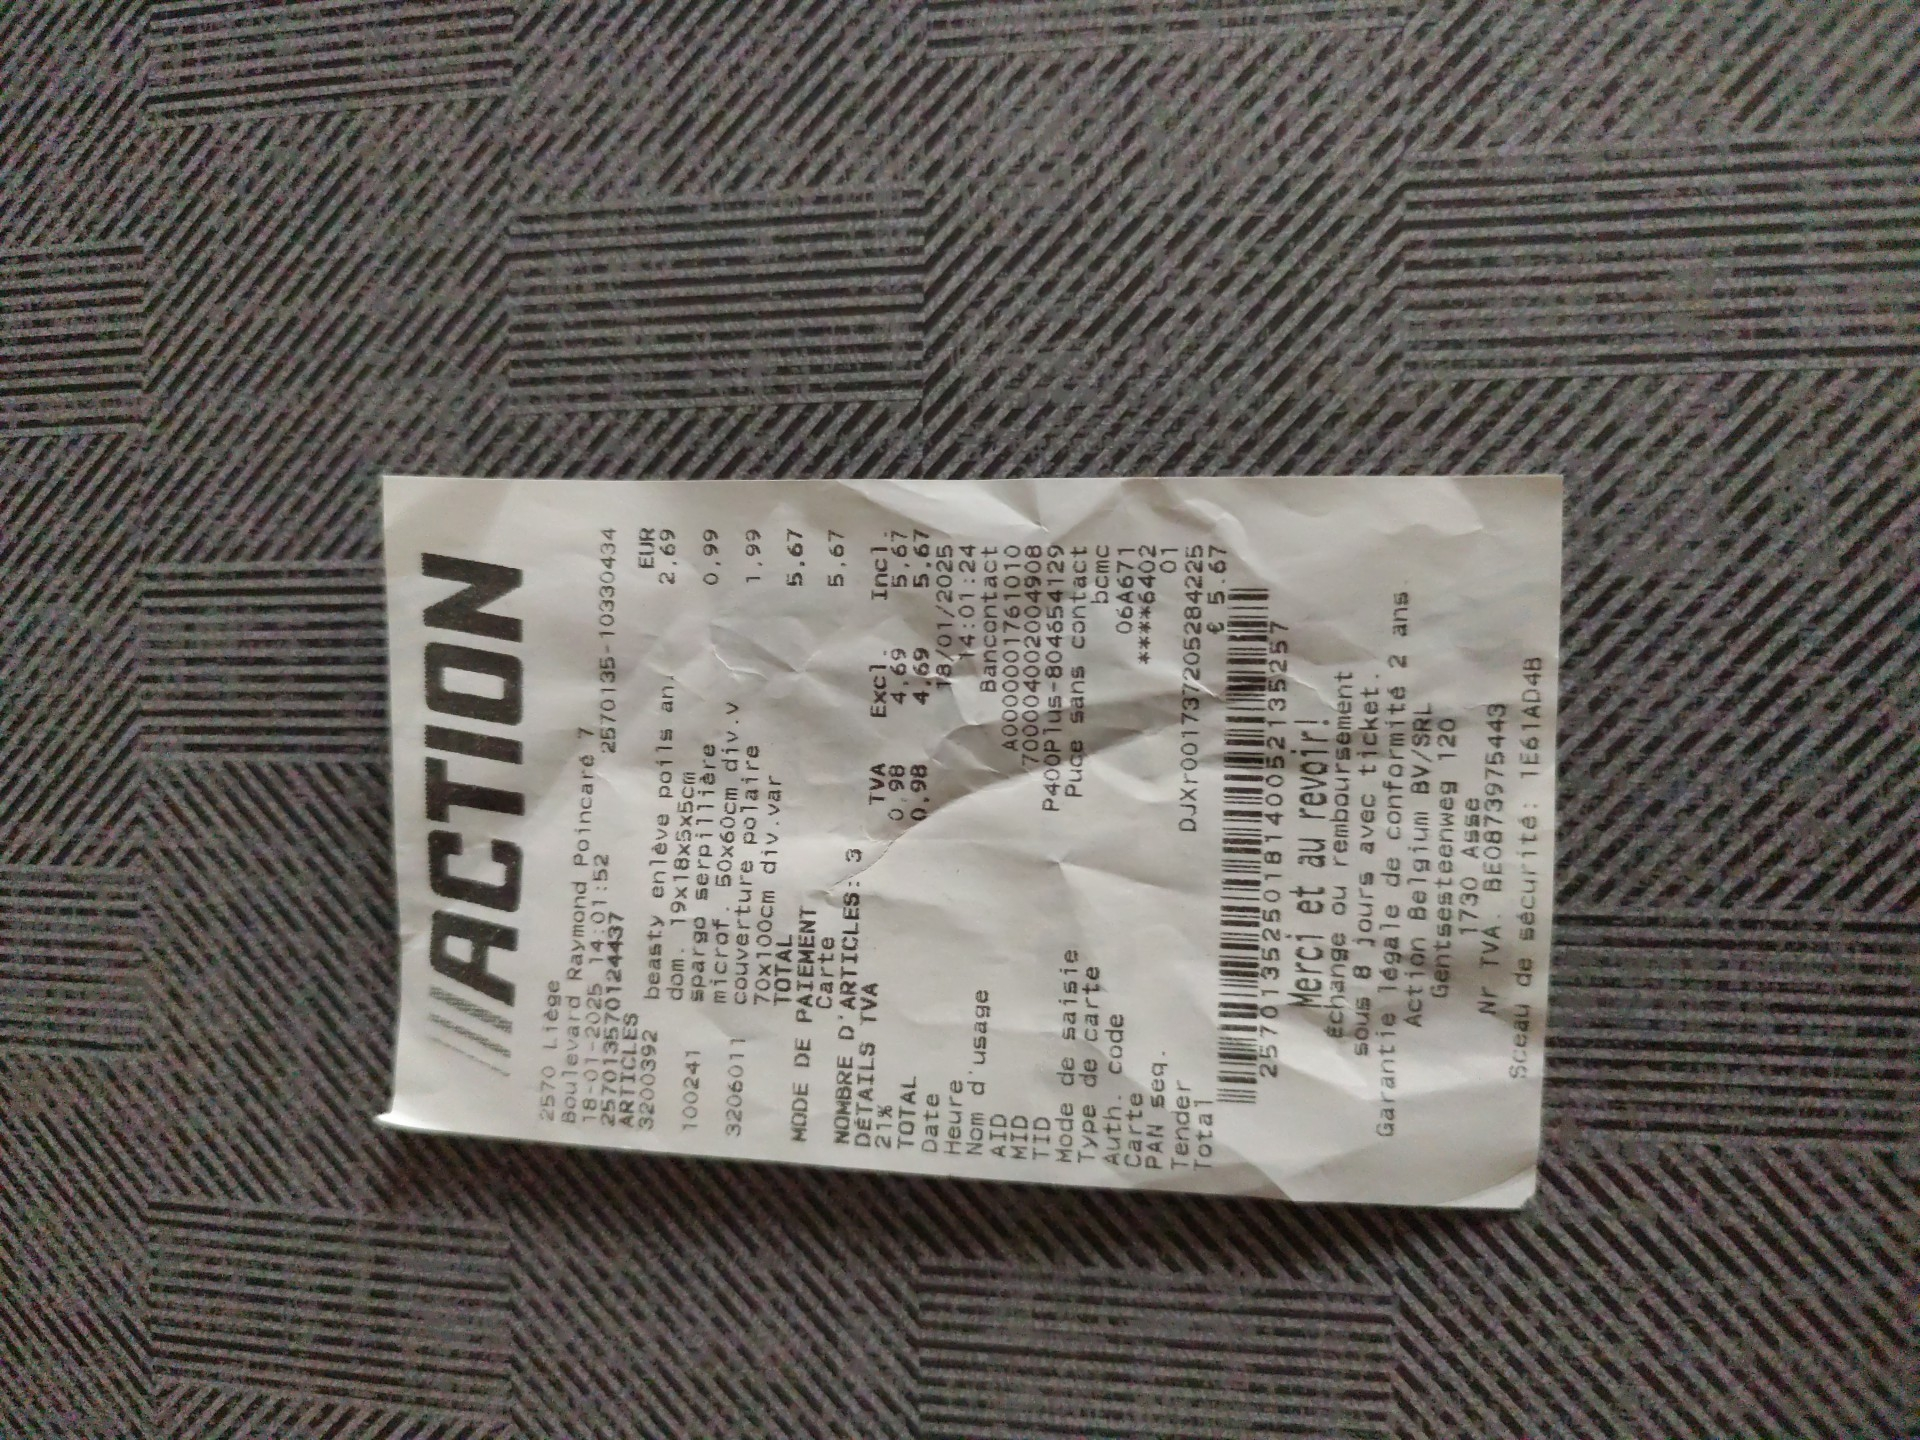 ACTION
2570 Liège
Boulevard Raymond Poincaré 7
18-01-2025 14:01:52 2570135-10330434
2570135701244​37
ARTICLES EUR
3200392 beasty enlève poils ani 2,69
dom. 19x18x5x5cm
100241 spargo serpillière 0,99
microf. 50x60cm div.v
3206011 couverture polaire 1,99
70x100cm div.var
TOTAL 5,67
MODE DE PAIEMENT
Carte 5,67
NOMBRE D'ARTICLES: 3
DÉTAILS TVA TVA Excl. Incl.
21% 0,98 4,69 5,67
TOTAL 0,98 4,69 5,67
Date 18/01/2025
Heure 14:01:24
Nom d'usage Bancontact
AID A0000001761010
MID 70004002004908
TID P400Plus-804654129
Mode de saisie Puce sans contact
Type de carte bcmc
Auth. code 06A671
Carte ****6402
PAN seq. 01
Tender DJXr001737205284225
Total € 5.67
2570135250181400521​35257
Merci et au revoir!
échange ou remboursement
sous 8 jours avec ticket.
Garantie légale de conformité 2 ans.
Action Belgium BV/SRL
Gentsesteenweg 120
1730 Asse
Nr TVA. BE0873975443
Sceau de sécurité: 1E61AD4B